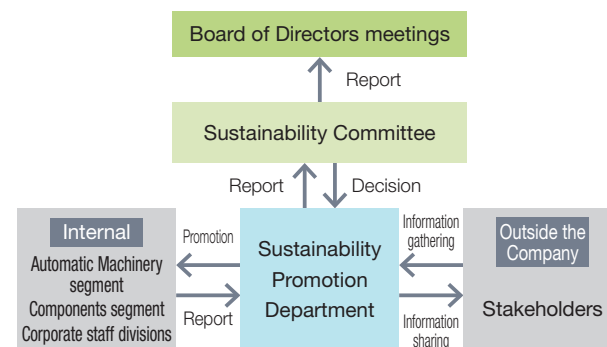 Board of Directors meetings
Report
Sustainability Committee
Report
Decision
Internal
Automatic Machinery
segment
Components segment
Corporate staff divisions
Promotion
Report
Sustainability
Promotion
Department
Information
gathering
Information
sharing
Outside the
Company
Stakeholders